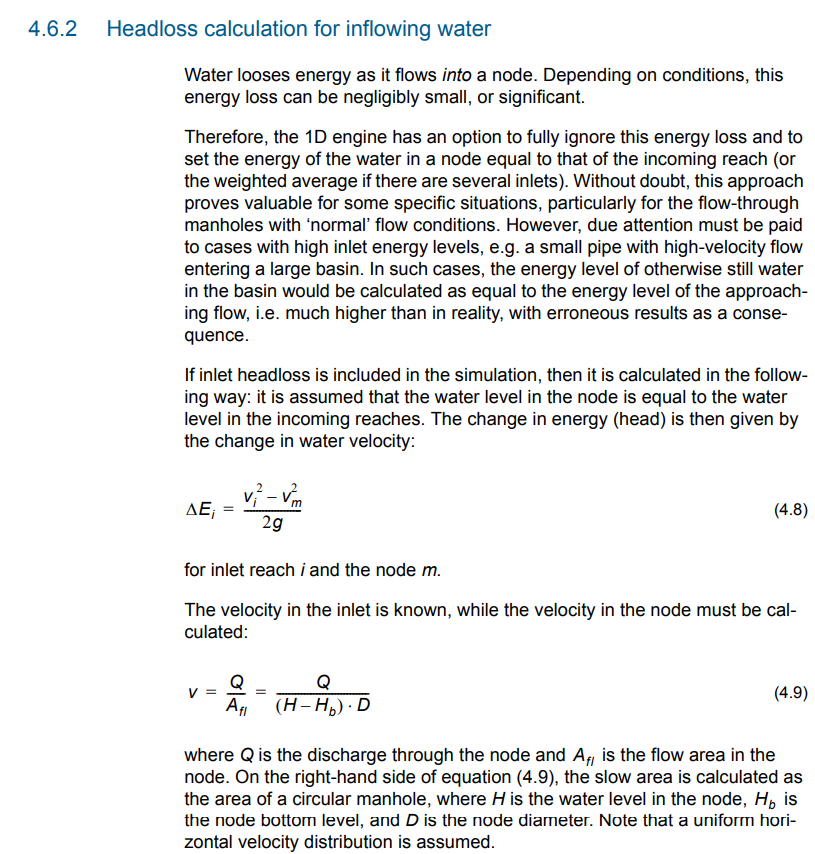 4.6.2 Headloss calculation for inflowing water
Water looses energy as it flows into a node. Depending on conditions, this
energy loss can be negligibly small, or significant.
Therefore, the 1D engine has an option to fully ignore this energy loss and to
set the energy of the water in a node equal to that of the incoming reach (or
the weighted average if there are several inlets). Without doubt, this approach
proves valuable for some specific situations, particularly for the flow-through
manholes with ‘normal’ flow conditions. However, due attention must be paid
to cases with high inlet energy levels, e.g. a small pipe with high-velocity flow
entering a large basin. In such cases, the energy level of otherwise still water
in the basin would be calculated as equal to the energy level of the approach-
ing flow, i.e. much higher than in reality, with erroneous results as a conse-
quence.
If inlet headloss is included in the simulation, then it is calculated in the follow-
ing way: it is assumed that the water level in the node is equal to the water
level in the incoming reaches. The change in energy (head) is then given by
the change in water velocity:
ΔE_i = (v_i^2 – v_m^2) / 2g (4.8)
for inlet reach i and the node m.
The velocity in the inlet is known, while the velocity in the node must be cal-
culated:
v = Q / A_fl = Q / ((H – H_b) · D) (4.9)
where Q is the discharge through the node and A_fl is the flow area in the
node. On the right-hand side of equation (4.9), the slow area is calculated as
the area of a circular manhole, where H is the water level in the node, H_b is
the node bottom level, and D is the node diameter. Note that a uniform hori-
zontal velocity distribution is assumed.